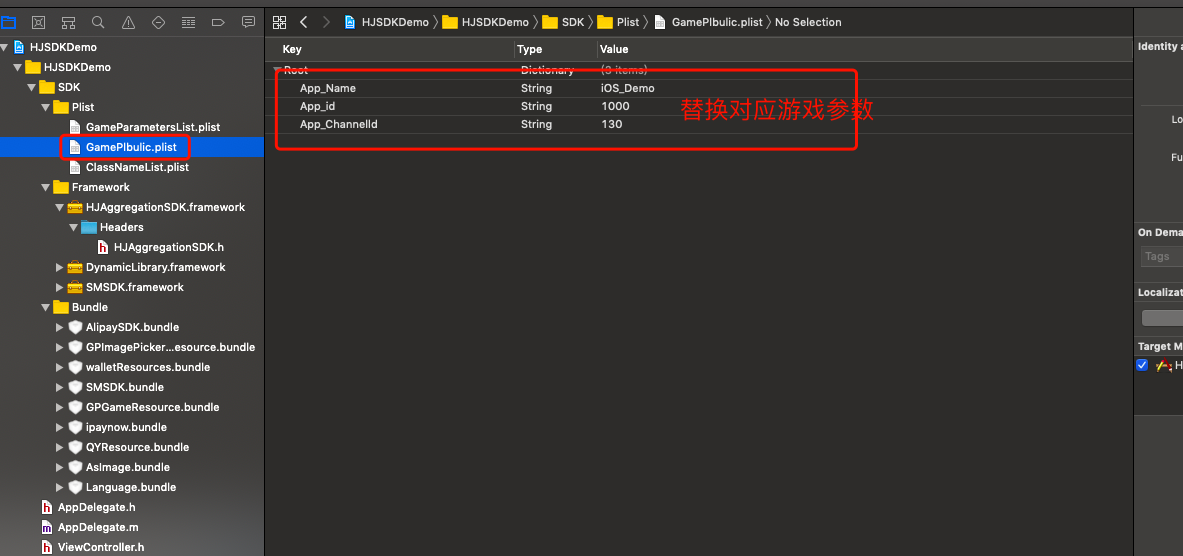 HJSDKDemo
HJSDKDemo
SDK
Plist
GameParametersList.plist
GamePlbulic.plist
ClassNameList.plist
Framework
HJAggregationSDK.framework
Headers
HJAggregationSDK.h
DynamicLibrary.framework
SMSDK.framework
Bundle
AlipaySDK.bundle
GPImagePicker...esource.bundle
walletResources.bundle
SMSDK.bundle
GPGameResource.bundle
ipaynow.bundle
QYResource.bundle
AsImage.bundle
Language.bundle
AppDelegate.h
AppDelegate.m
ViewController.h
HJSDKDemo HJSDKDemo SDK Plist GamePlbulic.plist No Selection
Key Type Value
Root Dictionary (3 items)
App_Name String iOS_Demo
App_id String 1000
App_ChannelId String 130
替换对应游戏参数
Identity a
Lo
Fu
On Dema
Tags
Localizat
Target M
H